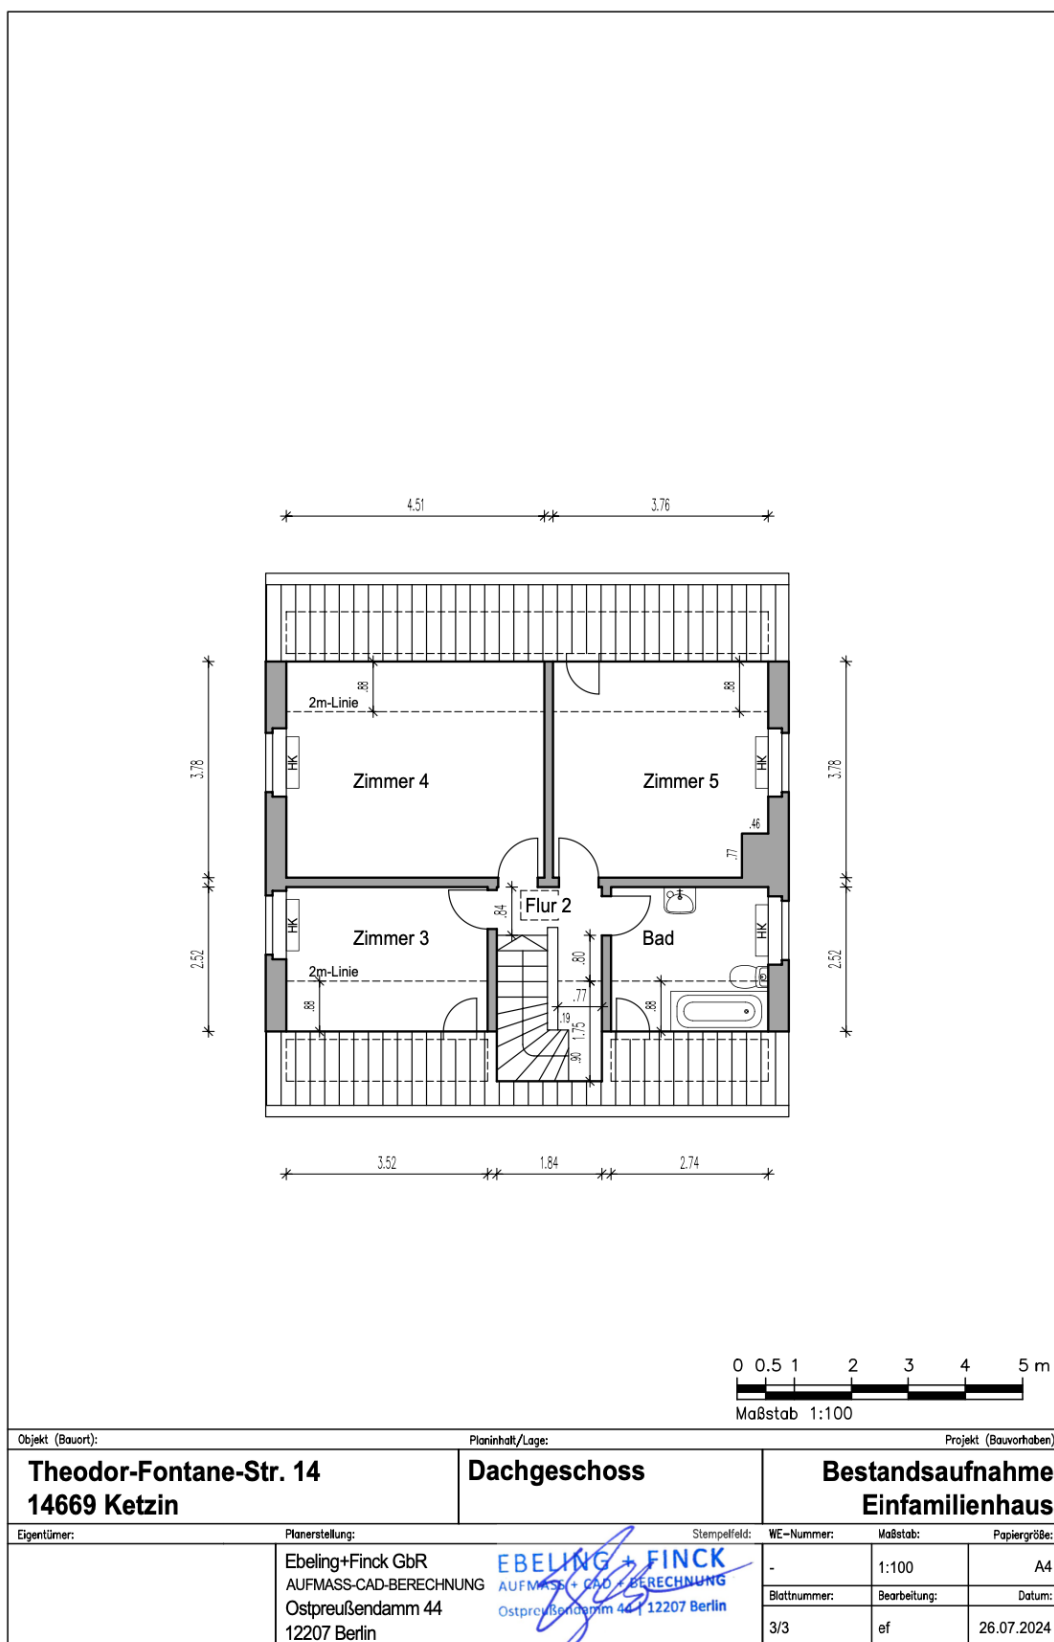 4.51
3.76
.88
.88
2m-Linie
3.78
HK
Zimmer 4
Zimmer 5
HK
3.78
.46
.77
Flur 2
.84
2.52
HK
Zimmer 3
Bad
HK
2.52
.80
2m-Linie
.77
.88
.19
1.75
.88
.90
3.52
1.84
2.74
0 0.5 1 2 3 4 5 m
Maßstab 1:100
Objekt (Bauort):
Planinhalt/Lage:
Projekt (Bauvorhaben)
Theodor-Fontane-Str. 14
14669 Ketzin
Dachgeschoss
Bestandsaufnahme
Einfamilienhaus
Eigentümer:
Planerstellung:
Stempelfeld:
WE-Nummer:
Maßstab:
Papiergröße:
Ebeling+Finck GbR
AUFMASS-CAD-BERECHNUNG
Ostpreußendamm 44
12207 Berlin
EBELING + FINCK
AUFMASS + CAD + BERECHNUNG
Ostpreußendamm 44 | 12207 Berlin
-
1:100
A4
Blattnummer:
Bearbeitung:
Datum:
3/3
ef
26.07.2024